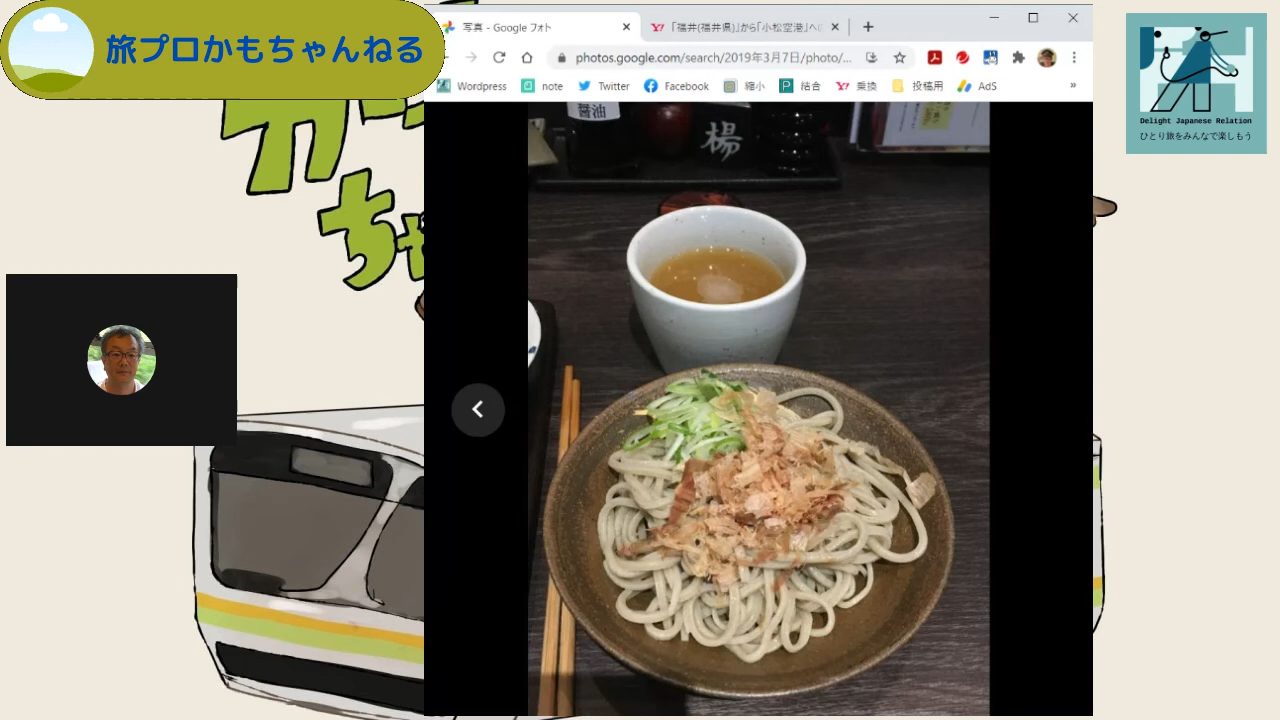 旅プロかもちゃんねる
写真 - Google フォト
「福井(福井県)」から「小松空港」への
photos.google.com/search/2019年3月7日/photo/...
Wordpress
note
Twitter
Facebook
縮小
結合
乗換
投稿用
AdS
»
醤油
楊
ちゃ
Delight Japanese Relation
ひとり旅をみんなで楽しもう